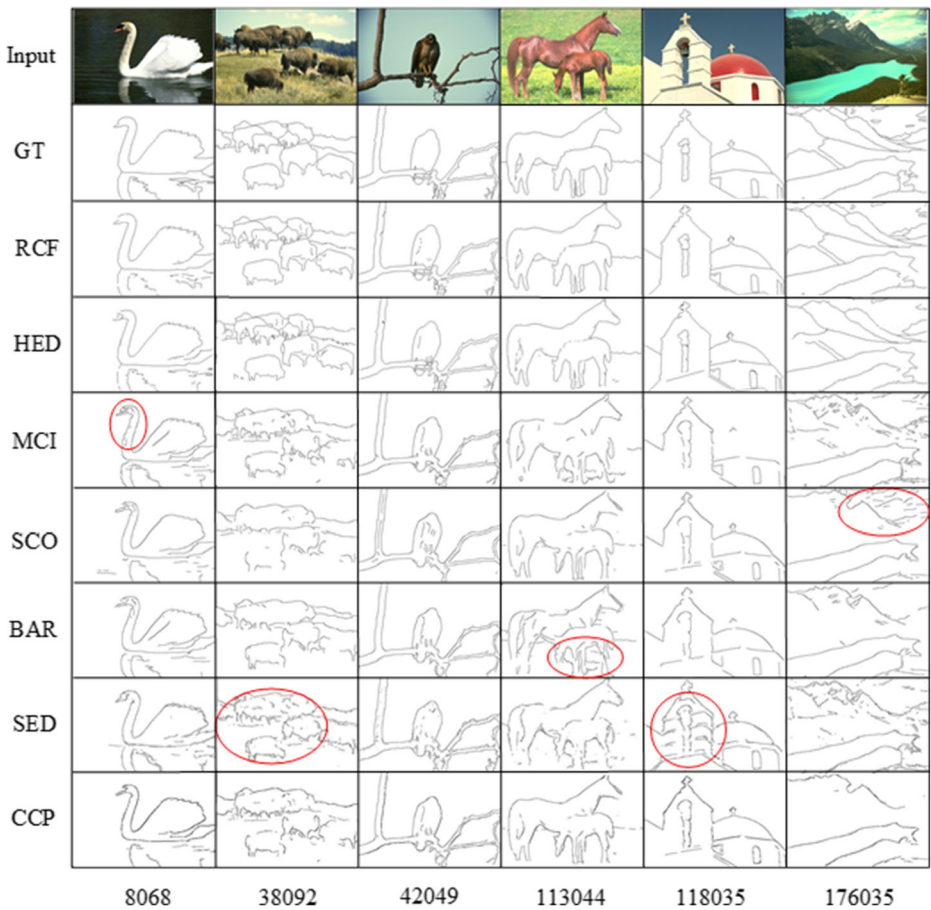 Input
GT
RCF
HED
MCI
SCO
BAR
SED
CCP
8068 38092 42049 113044 118035 176035